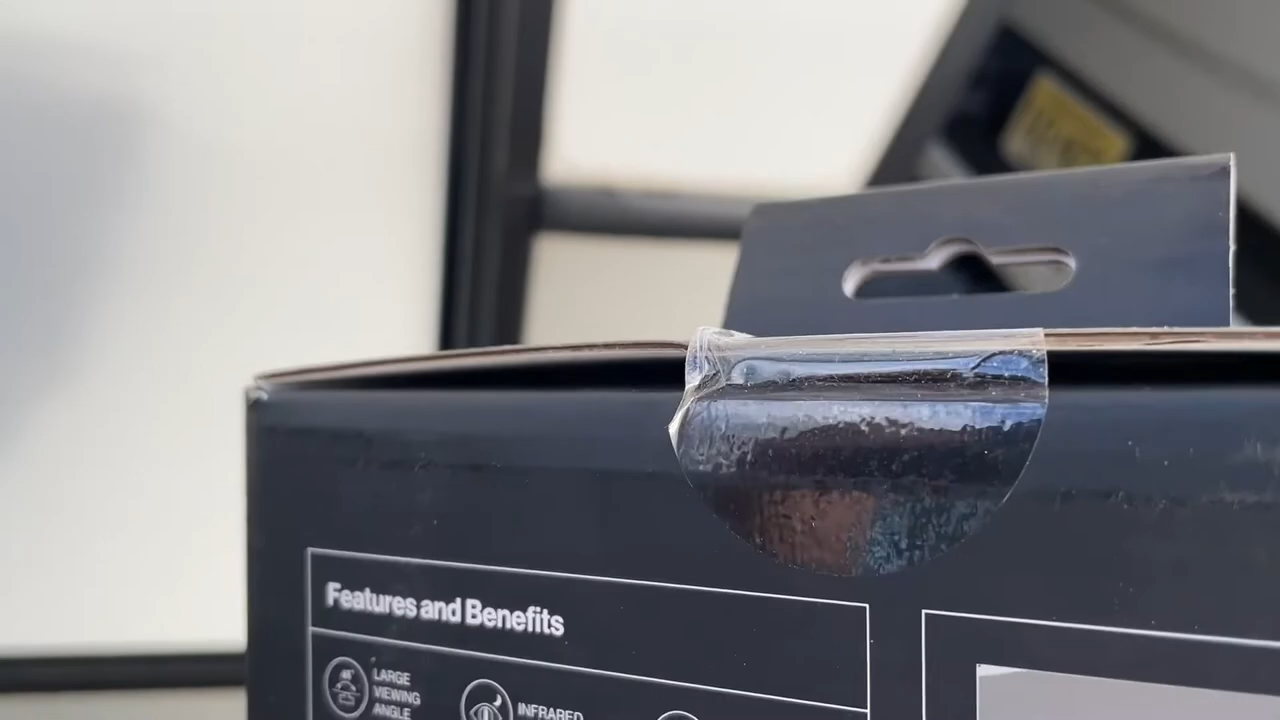 Features and Benefits
LARGE
VIEWING
ANGLE
INFRARED